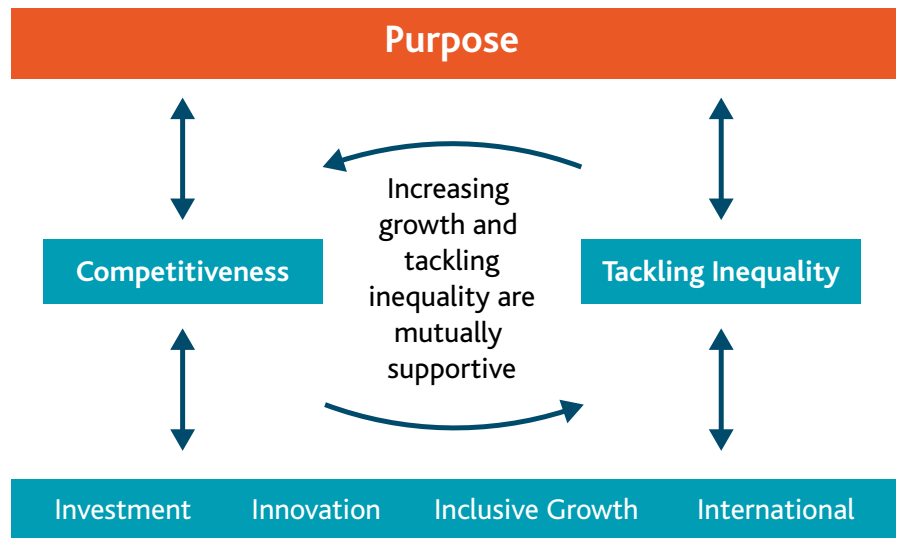 Purpose
Increasing
growth and
tackling
inequality are
mutually
supportive
Competitiveness
Tackling Inequality
Investment Innovation Inclusive Growth International